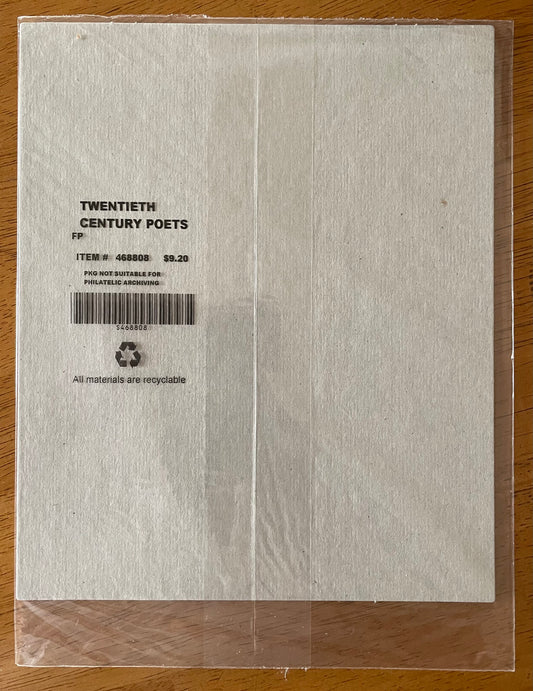 TWENTIETH
CENTURY POETS
FP
ITEM # 468808 $9.20
PKG NOT SUITABLE FOR
PHILATELIC ARCHIVING
S468808
All materials are recyclable